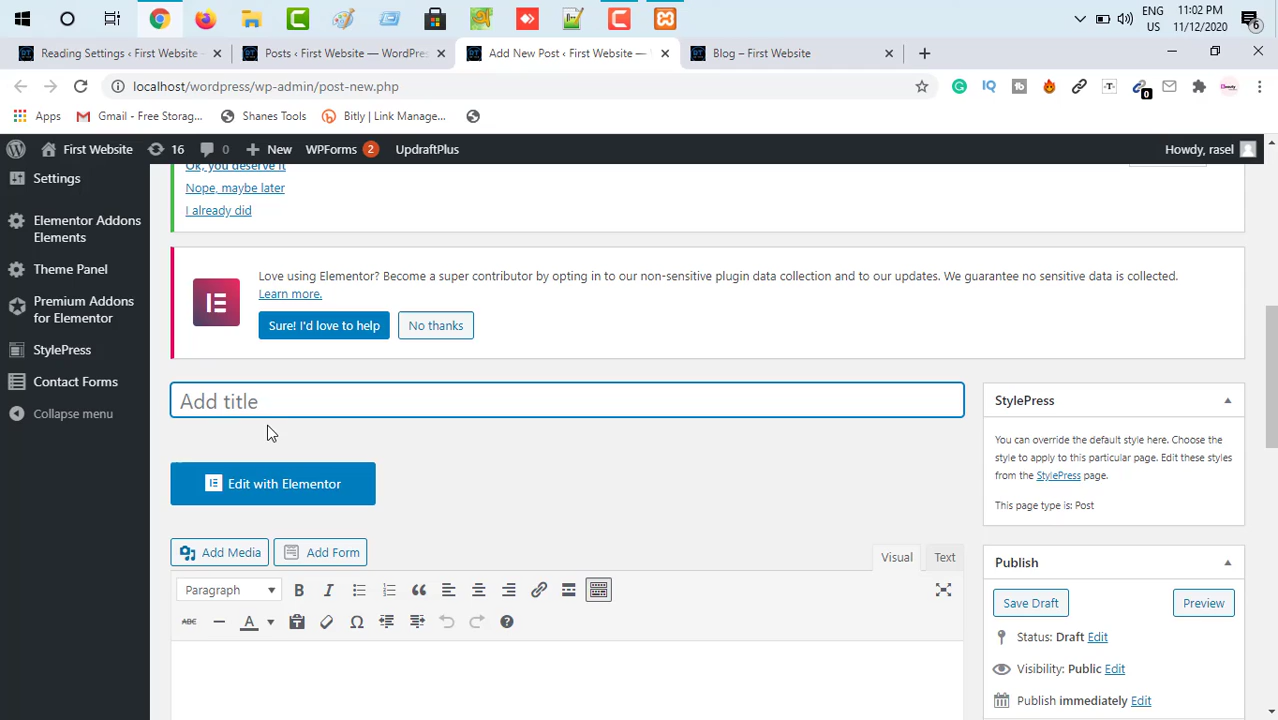 ENG
US
11:02 PM
11/12/2020
6
Reading Settings ‹ First Website —
Posts ‹ First Website — WordPress
Add New Post ‹ First Website —
Blog – First Website
localhost/wordpress/wp-admin/post-new.php
0
Apps
Gmail - Free Storag...
Shanes Tools
Bitly | Link Manage...
First Website
16
0
New
WPForms 2
UpdraftPlus
Howdy, rasel
Settings
Elementor Addons
Elements
Theme Panel
Premium Addons
for Elementor
StylePress
Contact Forms
Collapse menu
Ok, you deserve it
Nope, maybe later
I already did
Love using Elementor? Become a super contributor by opting in to our non-sensitive plugin data collection and to our updates. We guarantee no sensitive data is collected.
Learn more.
Sure! I'd love to help
No thanks
Add title
Edit with Elementor
Add Media
Add Form
Visual
Text
Paragraph
B
I
ABC
A
StylePress
You can override the default style here. Choose the
style to apply to this particular page. Edit these styles
from the StylePress page.
This page type is: Post
Publish
Save Draft
Preview
Status: Draft Edit
Visibility: Public Edit
Publish immediately Edit